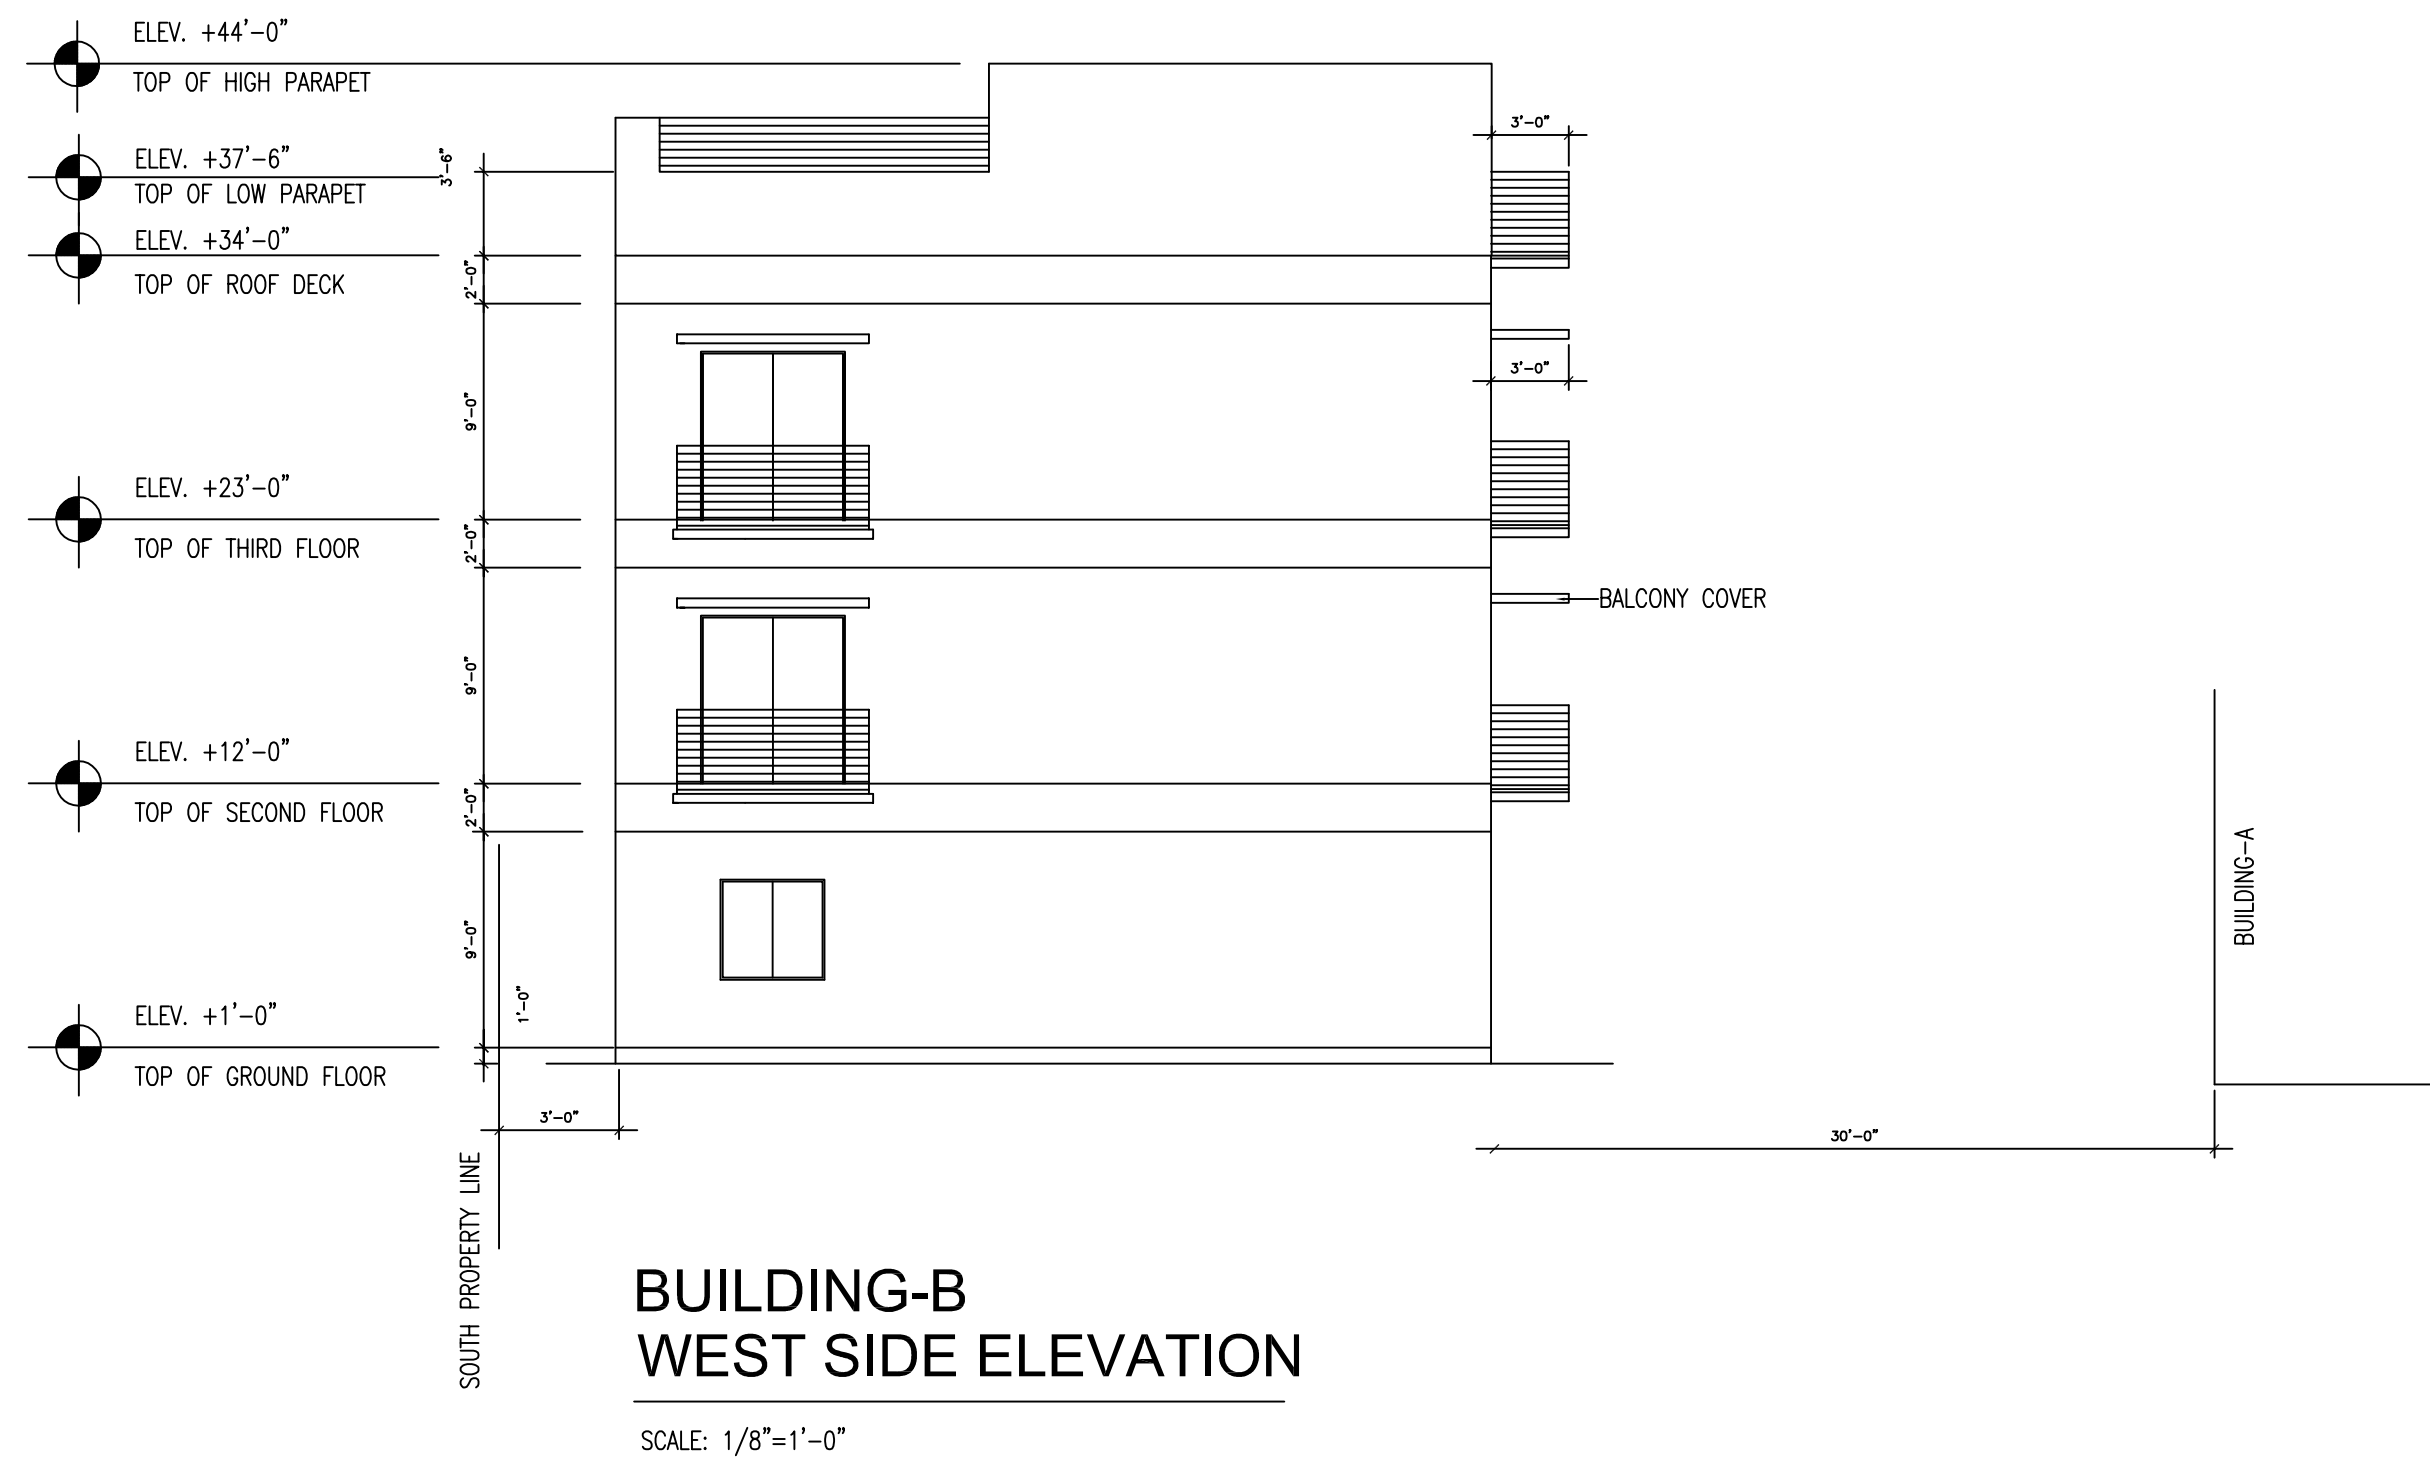 ELEV. +44'-0"
TOP OF HIGH PARAPET
ELEV. +37'-6"
TOP OF LOW PARAPET
ELEV. +34'-0"
TOP OF ROOF DECK
ELEV. +23'-0"
TOP OF THIRD FLOOR
ELEV. +12'-0"
TOP OF SECOND FLOOR
ELEV. +1'-0"
TOP OF GROUND FLOOR
3'-6"
2'-0"
9'-0"
2'-0"
9'-0"
2'-0"
9'-0"
1'-0"
3'-0"
SOUTH PROPERTY LINE
3'-0"
3'-0"
BALCONY COVER
BUILDING-A
30'-0"
BUILDING-B
WEST SIDE ELEVATION
SCALE: 1/8"=1'-0"